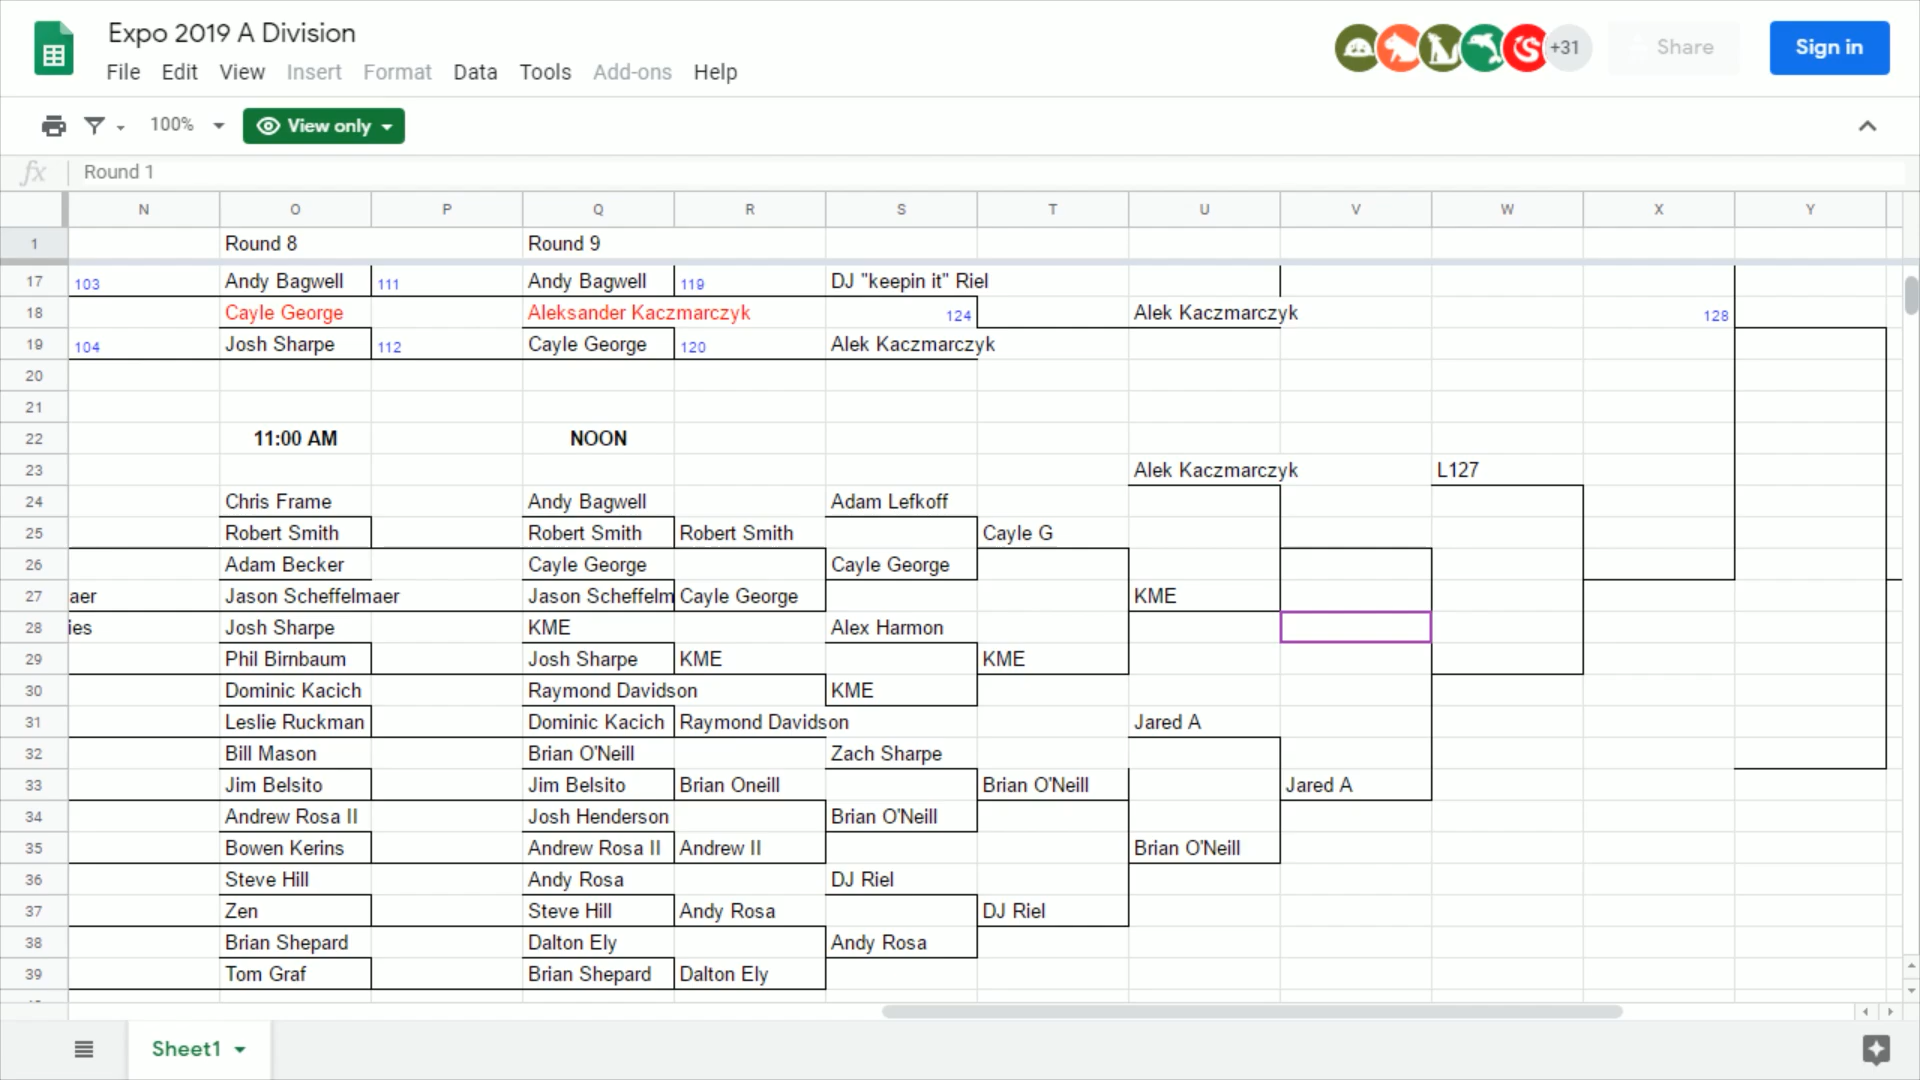 Expo 2019 A Division
+31
Share
Sign in
File Edit View Insert Format Data Tools Add-ons Help
100%
View only
fx Round 1
N O P Q R S T U V W X Y
1 Round 8 Round 9
17 103 Andy Bagwell 111 Andy Bagwell 119 DJ "keepin it" Riel
18 Cayle George Aleksander Kaczmarczyk 124 Alek Kaczmarczyk 128
19 104 Josh Sharpe 112 Cayle George 120 Alek Kaczmarczyk
20
21
22 11:00 AM NOON
23 Alek Kaczmarczyk L127
24 Chris Frame Andy Bagwell Adam Lefkoff
25 Robert Smith Robert Smith Robert Smith Cayle G
26 Adam Becker Cayle George Cayle George
27 aer Jason Scheffelmaer Jason Scheffelm Cayle George KME
28 ies Josh Sharpe KME Alex Harmon
29 Phil Birnbaum Josh Sharpe KME KME
30 Dominic Kacich Raymond Davidson KME
31 Leslie Ruckman Dominic Kacich Raymond Davidson Jared A
32 Bill Mason Brian O'Neill Zach Sharpe
33 Jim Belsito Jim Belsito Brian Oneill Brian O'Neill Jared A
34 Andrew Rosa II Josh Henderson Brian O'Neill
35 Bowen Kerins Andrew Rosa II Andrew II Brian O'Neill
36 Steve Hill Andy Rosa DJ Riel
37 Zen Steve Hill Andy Rosa DJ Riel
38 Brian Shepard Dalton Ely Andy Rosa
39 Tom Graf Brian Shepard Dalton Ely
Sheet1